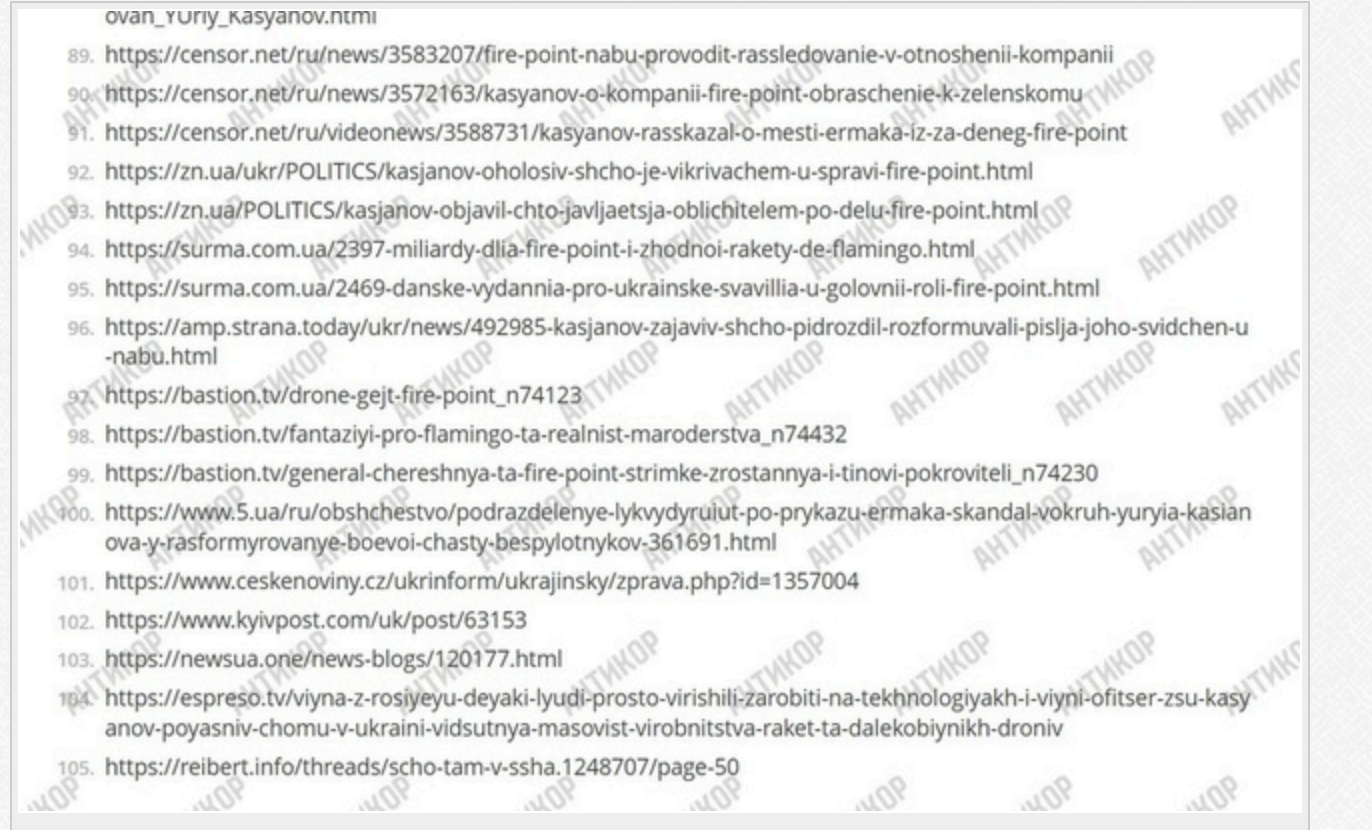 ovan_YUriy_Kasyanov.html
89. https://censor.net/ru/news/3583207/fire-point-nabu-provodit-rassledovanie-v-otnoshenii-kompanii
90. https://censor.net/ru/news/3572163/kasyanov-o-kompanii-fire-point-obraschenie-k-zelenskomu
91. https://censor.net/ru/videonews/3588731/kasyanov-rasskazal-o-mesti-ermaka-iz-za-deneg-fire-point
92. https://zn.ua/ukr/POLITICS/kasjanov-oholosiv-shcho-je-vikrivachem-u-spravi-fire-point.html
93. https://zn.ua/POLITICS/kasjanov-objavil-chto-javljaetsja-oblichitelem-po-delu-fire-point.html
94. https://surma.com.ua/2397-miliardy-dlia-fire-point-i-zhodnoi-rakety-de-flamingo.html
95. https://surma.com.ua/2469-danske-vydannia-pro-ukrainske-svavillia-u-golovnii-roli-fire-point.html
96. https://amp.strana.today/ukr/news/492985-kasjanov-zajaviv-shcho-pidrozdil-rozformuvali-pislja-joho-svidchen-u
-nabu.html
97. https://bastion.tv/drone-gejt-fire-point_n74123
98. https://bastion.tv/fantaziyi-pro-flamingo-ta-realnist-maroderstva_n74432
99. https://bastion.tv/general-chereshnya-ta-fire-point-strimke-zrostannya-i-tinovi-pokroviteli_n74230
100. https://www.5.ua/ru/obshchestvo/podrazdelenye-lykvydyruiut-po-prykazu-ermaka-skandal-vokruh-yuryia-kasian
ova-y-rasformyrovanye-boevoi-chasty-bespylotnykov-361691.html
101. https://www.ceskenoviny.cz/ukrinform/ukrajinsky/zprava.php?id=1357004
102. https://www.kyivpost.com/uk/post/63153
103. https://newsua.one/news-blogs/120177.html
104. https://espreso.tv/viyna-z-rosiyeyu-deyaki-lyudi-prosto-virishili-zarobiti-na-tekhnologiyakh-i-viyni-ofitser-zsu-kasy
anov-poyasniv-chomu-v-ukraini-vidsutnya-masovist-virobnitstva-raket-ta-dalekobiynikh-droniv
105. https://reibert.info/threads/scho-tam-v-ssha.1248707/page-50
АНТИКОР